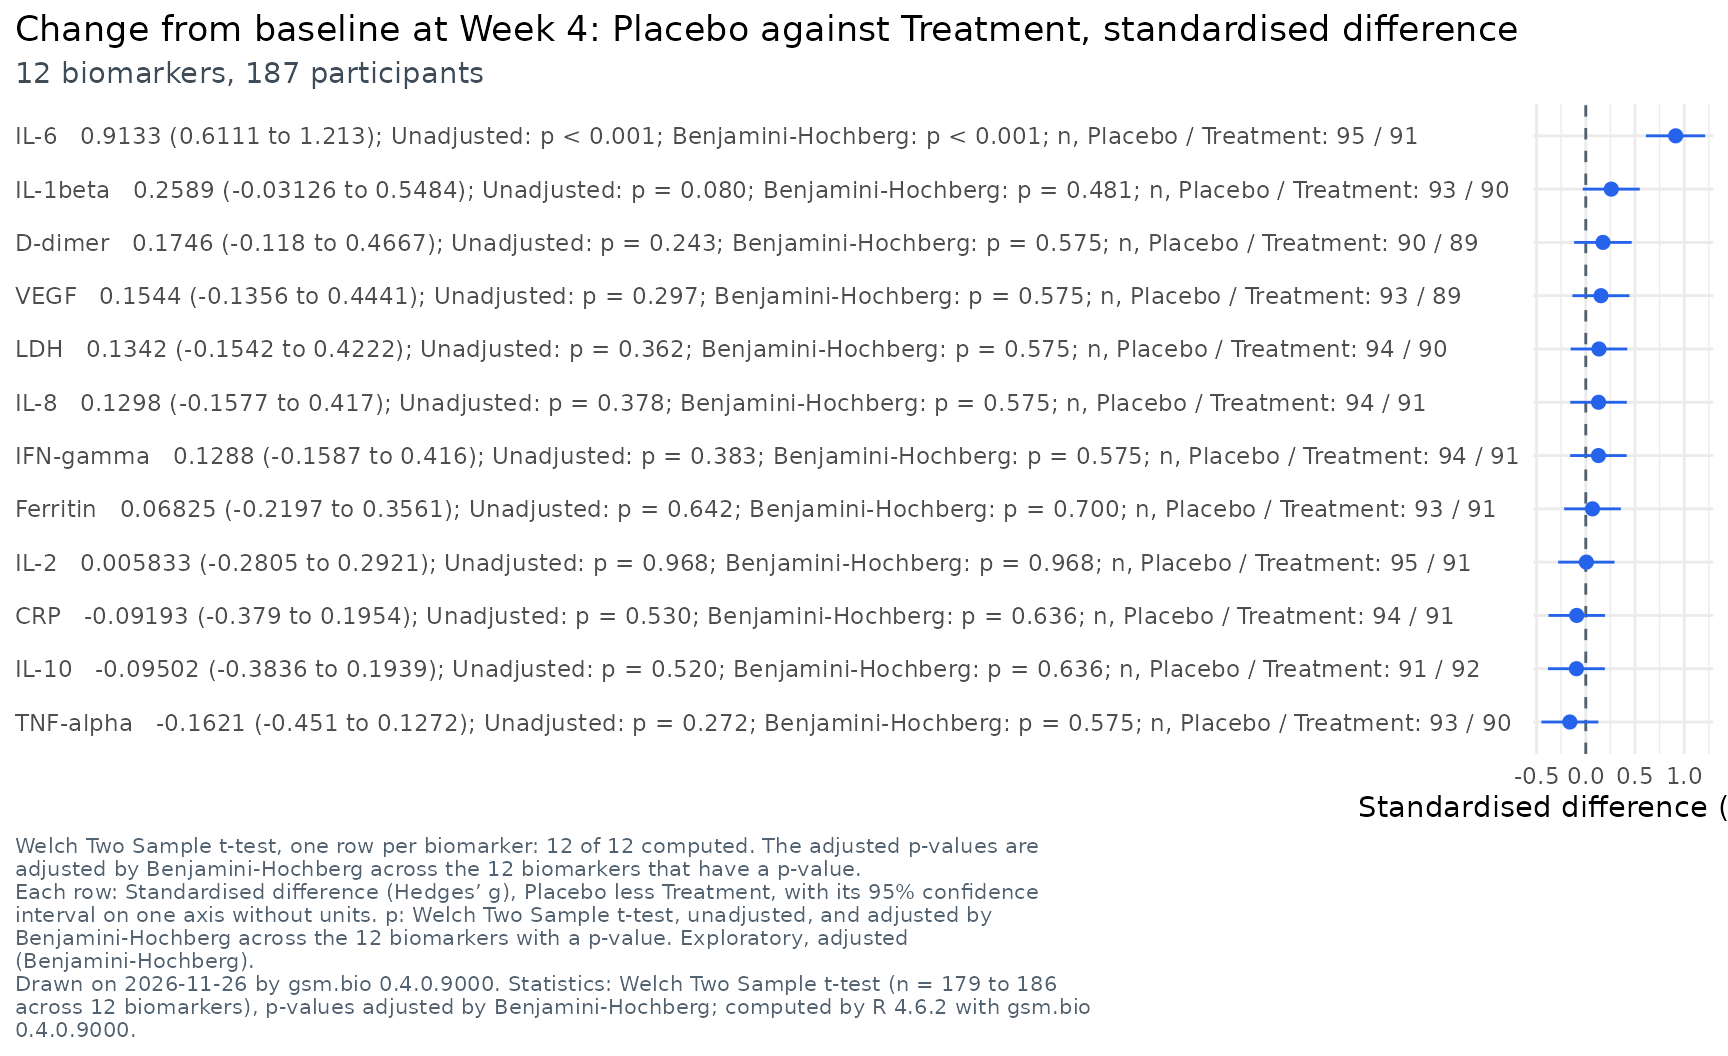 Change from baseline at Week 4: Placebo against Treatment, standardised difference
12 biomarkers, 187 participants
IL-6 0.9133 (0.6111 to 1.213); Unadjusted: p < 0.001; Benjamini-Hochberg: p < 0.001; n, Placebo / Treatment: 95 / 91
IL-1beta 0.2589 (-0.03126 to 0.5484); Unadjusted: p = 0.080; Benjamini-Hochberg: p = 0.481; n, Placebo / Treatment: 93 / 90
D-dimer 0.1746 (-0.118 to 0.4667); Unadjusted: p = 0.243; Benjamini-Hochberg: p = 0.575; n, Placebo / Treatment: 90 / 89
VEGF 0.1544 (-0.1356 to 0.4441); Unadjusted: p = 0.297; Benjamini-Hochberg: p = 0.575; n, Placebo / Treatment: 93 / 89
LDH 0.1342 (-0.1542 to 0.4222); Unadjusted: p = 0.362; Benjamini-Hochberg: p = 0.575; n, Placebo / Treatment: 94 / 90
IL-8 0.1298 (-0.1577 to 0.417); Unadjusted: p = 0.378; Benjamini-Hochberg: p = 0.575; n, Placebo / Treatment: 94 / 91
IFN-gamma 0.1288 (-0.1587 to 0.416); Unadjusted: p = 0.383; Benjamini-Hochberg: p = 0.575; n, Placebo / Treatment: 94 / 91
Ferritin 0.06825 (-0.2197 to 0.3561); Unadjusted: p = 0.642; Benjamini-Hochberg: p = 0.700; n, Placebo / Treatment: 93 / 91
IL-2 0.005833 (-0.2805 to 0.2921); Unadjusted: p = 0.968; Benjamini-Hochberg: p = 0.968; n, Placebo / Treatment: 95 / 91
CRP -0.09193 (-0.379 to 0.1954); Unadjusted: p = 0.530; Benjamini-Hochberg: p = 0.636; n, Placebo / Treatment: 94 / 91
IL-10 -0.09502 (-0.3836 to 0.1939); Unadjusted: p = 0.520; Benjamini-Hochberg: p = 0.636; n, Placebo / Treatment: 91 / 92
TNF-alpha -0.1621 (-0.451 to 0.1272); Unadjusted: p = 0.272; Benjamini-Hochberg: p = 0.575; n, Placebo / Treatment: 93 / 90
-0.5 0.0 0.5 1.0
Standardised difference (
Welch Two Sample t-test, one row per biomarker: 12 of 12 computed. The adjusted p-values are
adjusted by Benjamini-Hochberg across the 12 biomarkers that have a p-value.
Each row: Standardised difference (Hedges’ g), Placebo less Treatment, with its 95% confidence
interval on one axis without units. p: Welch Two Sample t-test, unadjusted, and adjusted by
Benjamini-Hochberg across the 12 biomarkers with a p-value. Exploratory, adjusted
(Benjamini-Hochberg).
Drawn on 2026-11-26 by gsm.bio 0.4.0.9000. Statistics: Welch Two Sample t-test (n = 179 to 186
across 12 biomarkers), p-values adjusted by Benjamini-Hochberg; computed by R 4.6.2 with gsm.bio
0.4.0.9000.